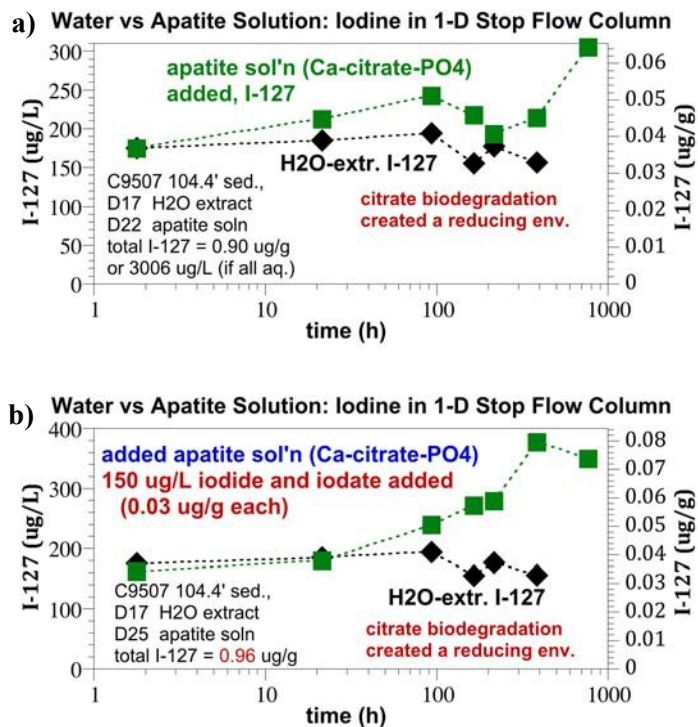 a)
Water vs Apatite Solution: Iodine in 1-D Stop Flow Column
300
250
200
150
100
50
0
I-127 (ug/L)
apatite sol'n (Ca-citrate-PO4)
added, I-127
H2O-extr. I-127
C9507 104.4' sed.,
D17 H2O extract
D22 apatite soln
total I-127 = 0.90 ug/g
or 3006 ug/L (if all aq.)
citrate biodegradation
created a reducing env.
0.06
0.05
0.04
0.03
0.02
0.01
0
I-127 (ug/g)
1
10
100
1000
time (h)
b)
Water vs Apatite Solution: Iodine in 1-D Stop Flow Column
400
300
200
100
0
I-127 (ug/L)
added apatite sol'n (Ca-citrate-PO4)
150 ug/L iodide and iodate added
(0.03 ug/g each)
H2O-extr. I-127
C9507 104.4' sed.,
D17 H2O extract
D25 apatite soln
total I-127 = 0.96 ug/g
citrate biodegradation
created a reducing env.
0.08
0.07
0.06
0.05
0.04
0.03
0.02
0.01
0
I-127 (ug/g)
1
10
100
1000
time (h)